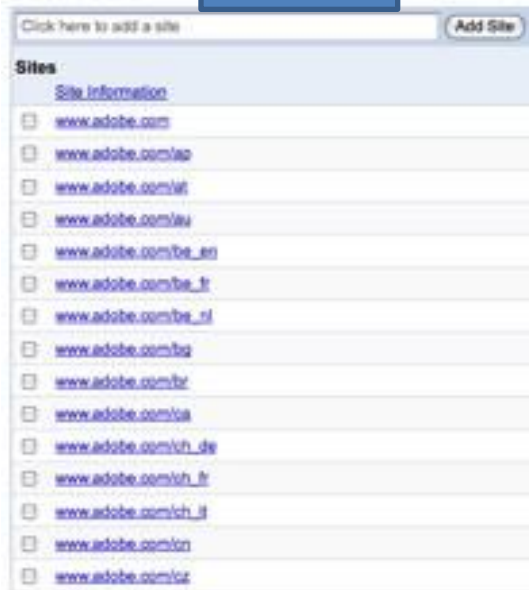 Click here to add a site Add Site
Sites
Site Information
www.adobe.com
www.adobe.com/ap
www.adobe.com/at
www.adobe.com/au
www.adobe.com/be_en
www.adobe.com/be_fr
www.adobe.com/be_nl
www.adobe.com/bg
www.adobe.com/br
www.adobe.com/ca
www.adobe.com/ch_de
www.adobe.com/ch_fr
www.adobe.com/ch_it
www.adobe.com/cn
www.adobe.com/cz